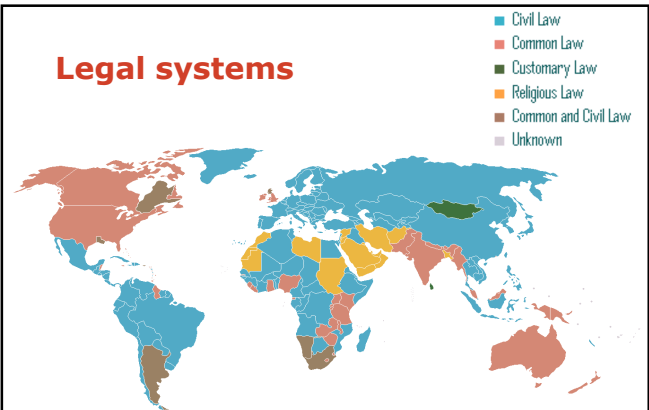 Legal systems
Civil Law
Common Law
Customary Law
Religious Law
Common and Civil Law
Unknown